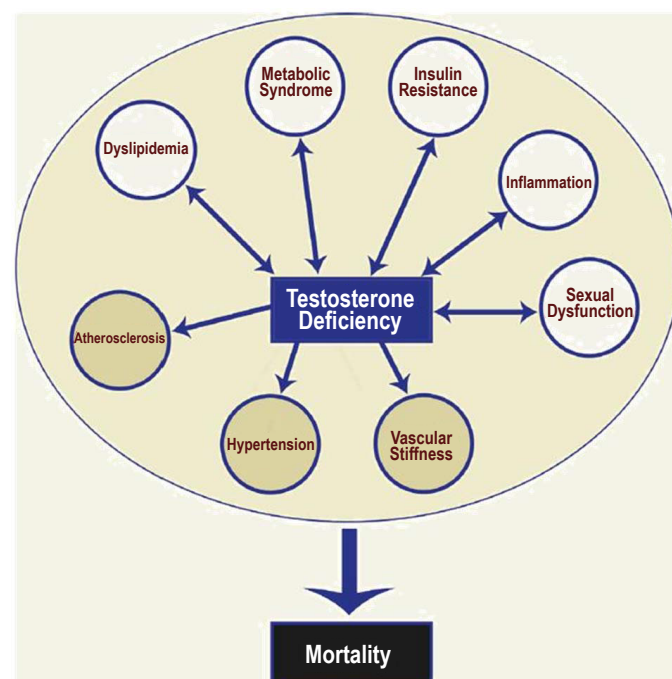 Metabolic
Syndrome
Insulin
Resistance
Dyslipidemia
Inflammation
Testosterone
Deficiency
Sexual
Dysfunction
Atherosclerosis
Hypertension
Vascular
Stiffness
Mortality